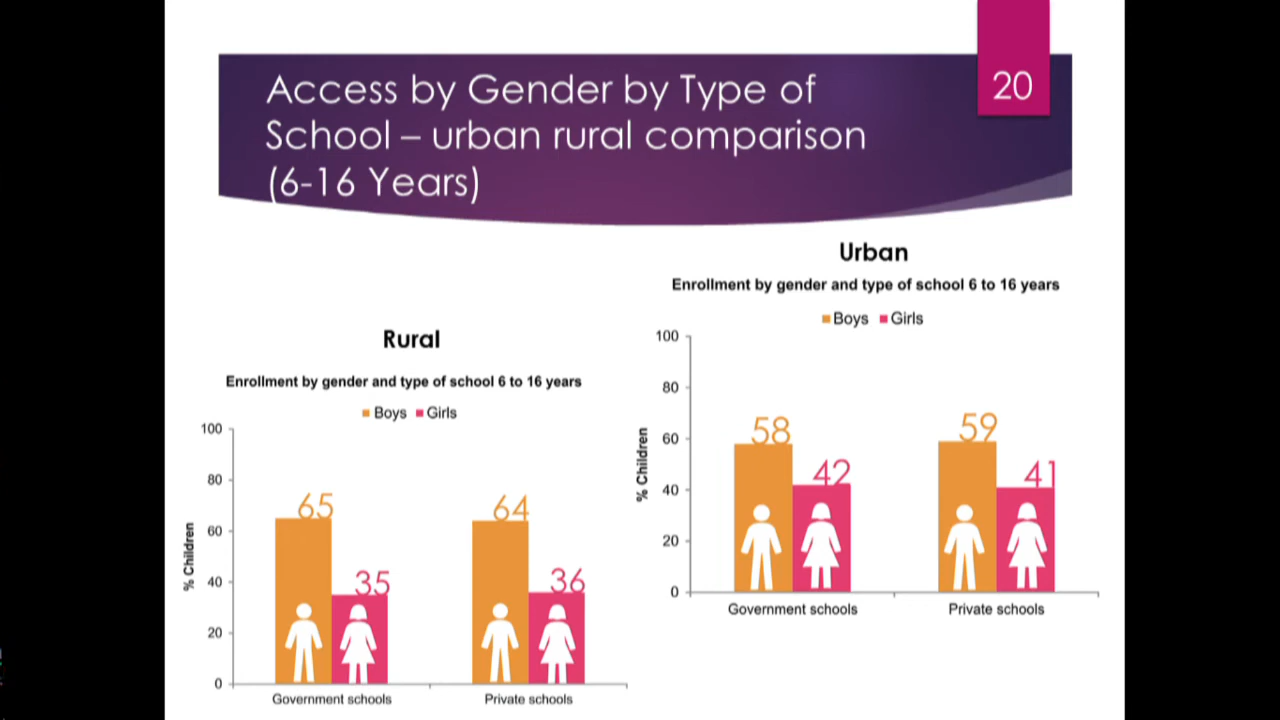 Access by Gender by Type of
School – urban rural comparison
(6-16 Years)
20
Rural
Enrollment by gender and type of school 6 to 16 years
Boys Girls
% Children
100
80
60
40
20
0
65
35
64
36
Government schools
Private schools
Urban
Enrollment by gender and type of school 6 to 16 years
Boys Girls
% Children
100
80
60
40
20
0
58
42
59
41
Government schools
Private schools